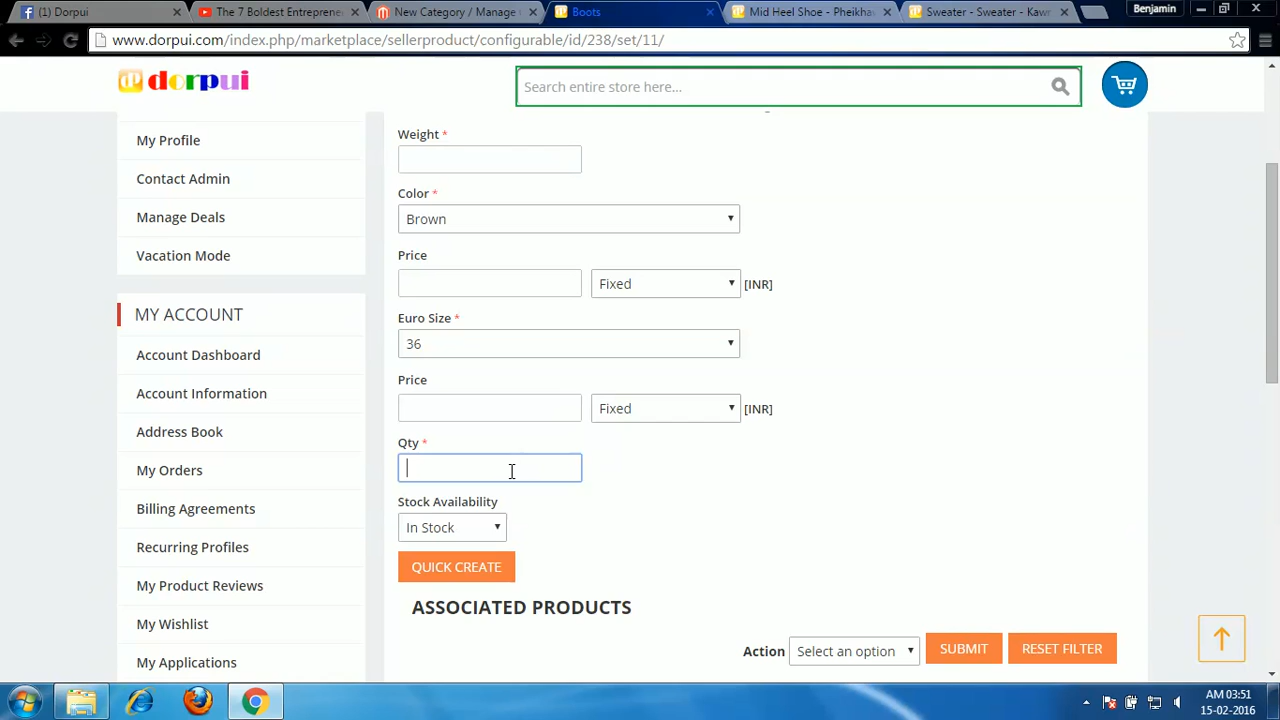 (1) Dorpui
The 7 Boldest Entreprene
New Category / Manage
Boots
Mid Heel Shoe - Pheikha
Sweater - Sweater - Kaw
Benjamin
www.dorpui.com/index.php/marketplace/sellerproduct/configurable/id/238/set/11/
dorpui
Search entire store here...
My Profile
Contact Admin
Manage Deals
Vacation Mode
MY ACCOUNT
Account Dashboard
Account Information
Address Book
My Orders
Billing Agreements
Recurring Profiles
My Product Reviews
My Wishlist
My Applications
Weight *
Color *
Brown
Price
Fixed [INR]
Euro Size *
36
Price
Fixed [INR]
Qty *
Stock Availability
In Stock
QUICK CREATE
ASSOCIATED PRODUCTS
Action Select an option SUBMIT RESET FILTER
AM 03:51
15-02-2016